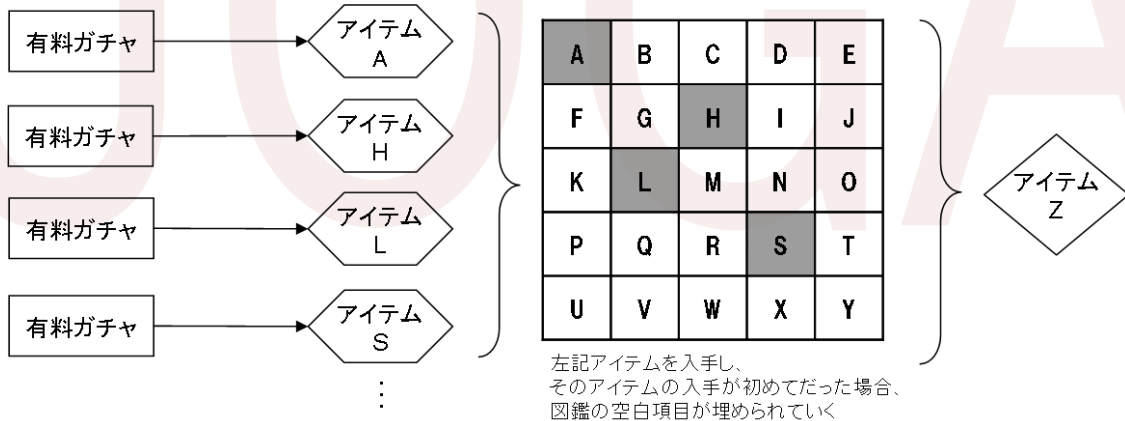 有料ガチャ
アイテム
A
有料ガチャ
アイテム
H
有料ガチャ
アイテム
L
有料ガチャ
アイテム
S
⋮
A B C D E
F G H I J
K L M N O
P Q R S T
U V W X Y
左記アイテムを入手し、
そのアイテムの入手が初めてだった場合、
図鑑の空白項目が埋められていく
アイテム
Z
JOGA